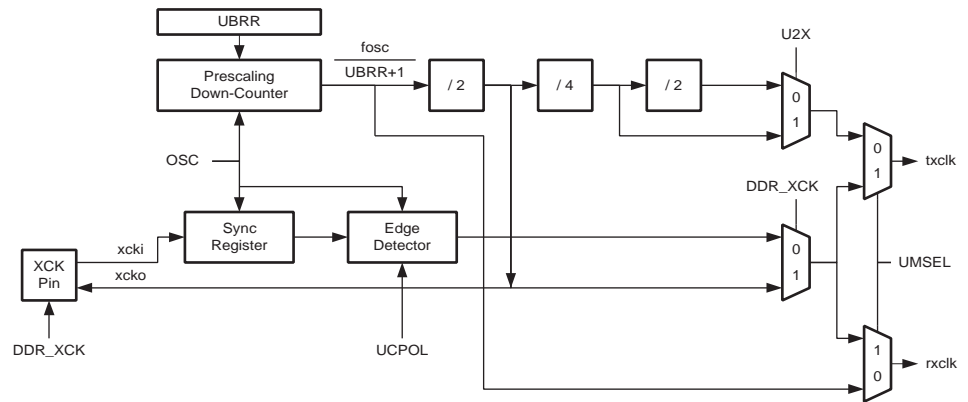 UBRR
U2X
fosc
Prescaling
Down-Counter
UBRR+1
/ 2
/ 4
/ 2
0
1
OSC
0
1
txclk
DDR_XCK
Sync
Register
Edge
Detector
xcki
0
1
XCK
Pin
xcko
UMSEL
DDR_XCK
UCPOL
1
0
rxclk